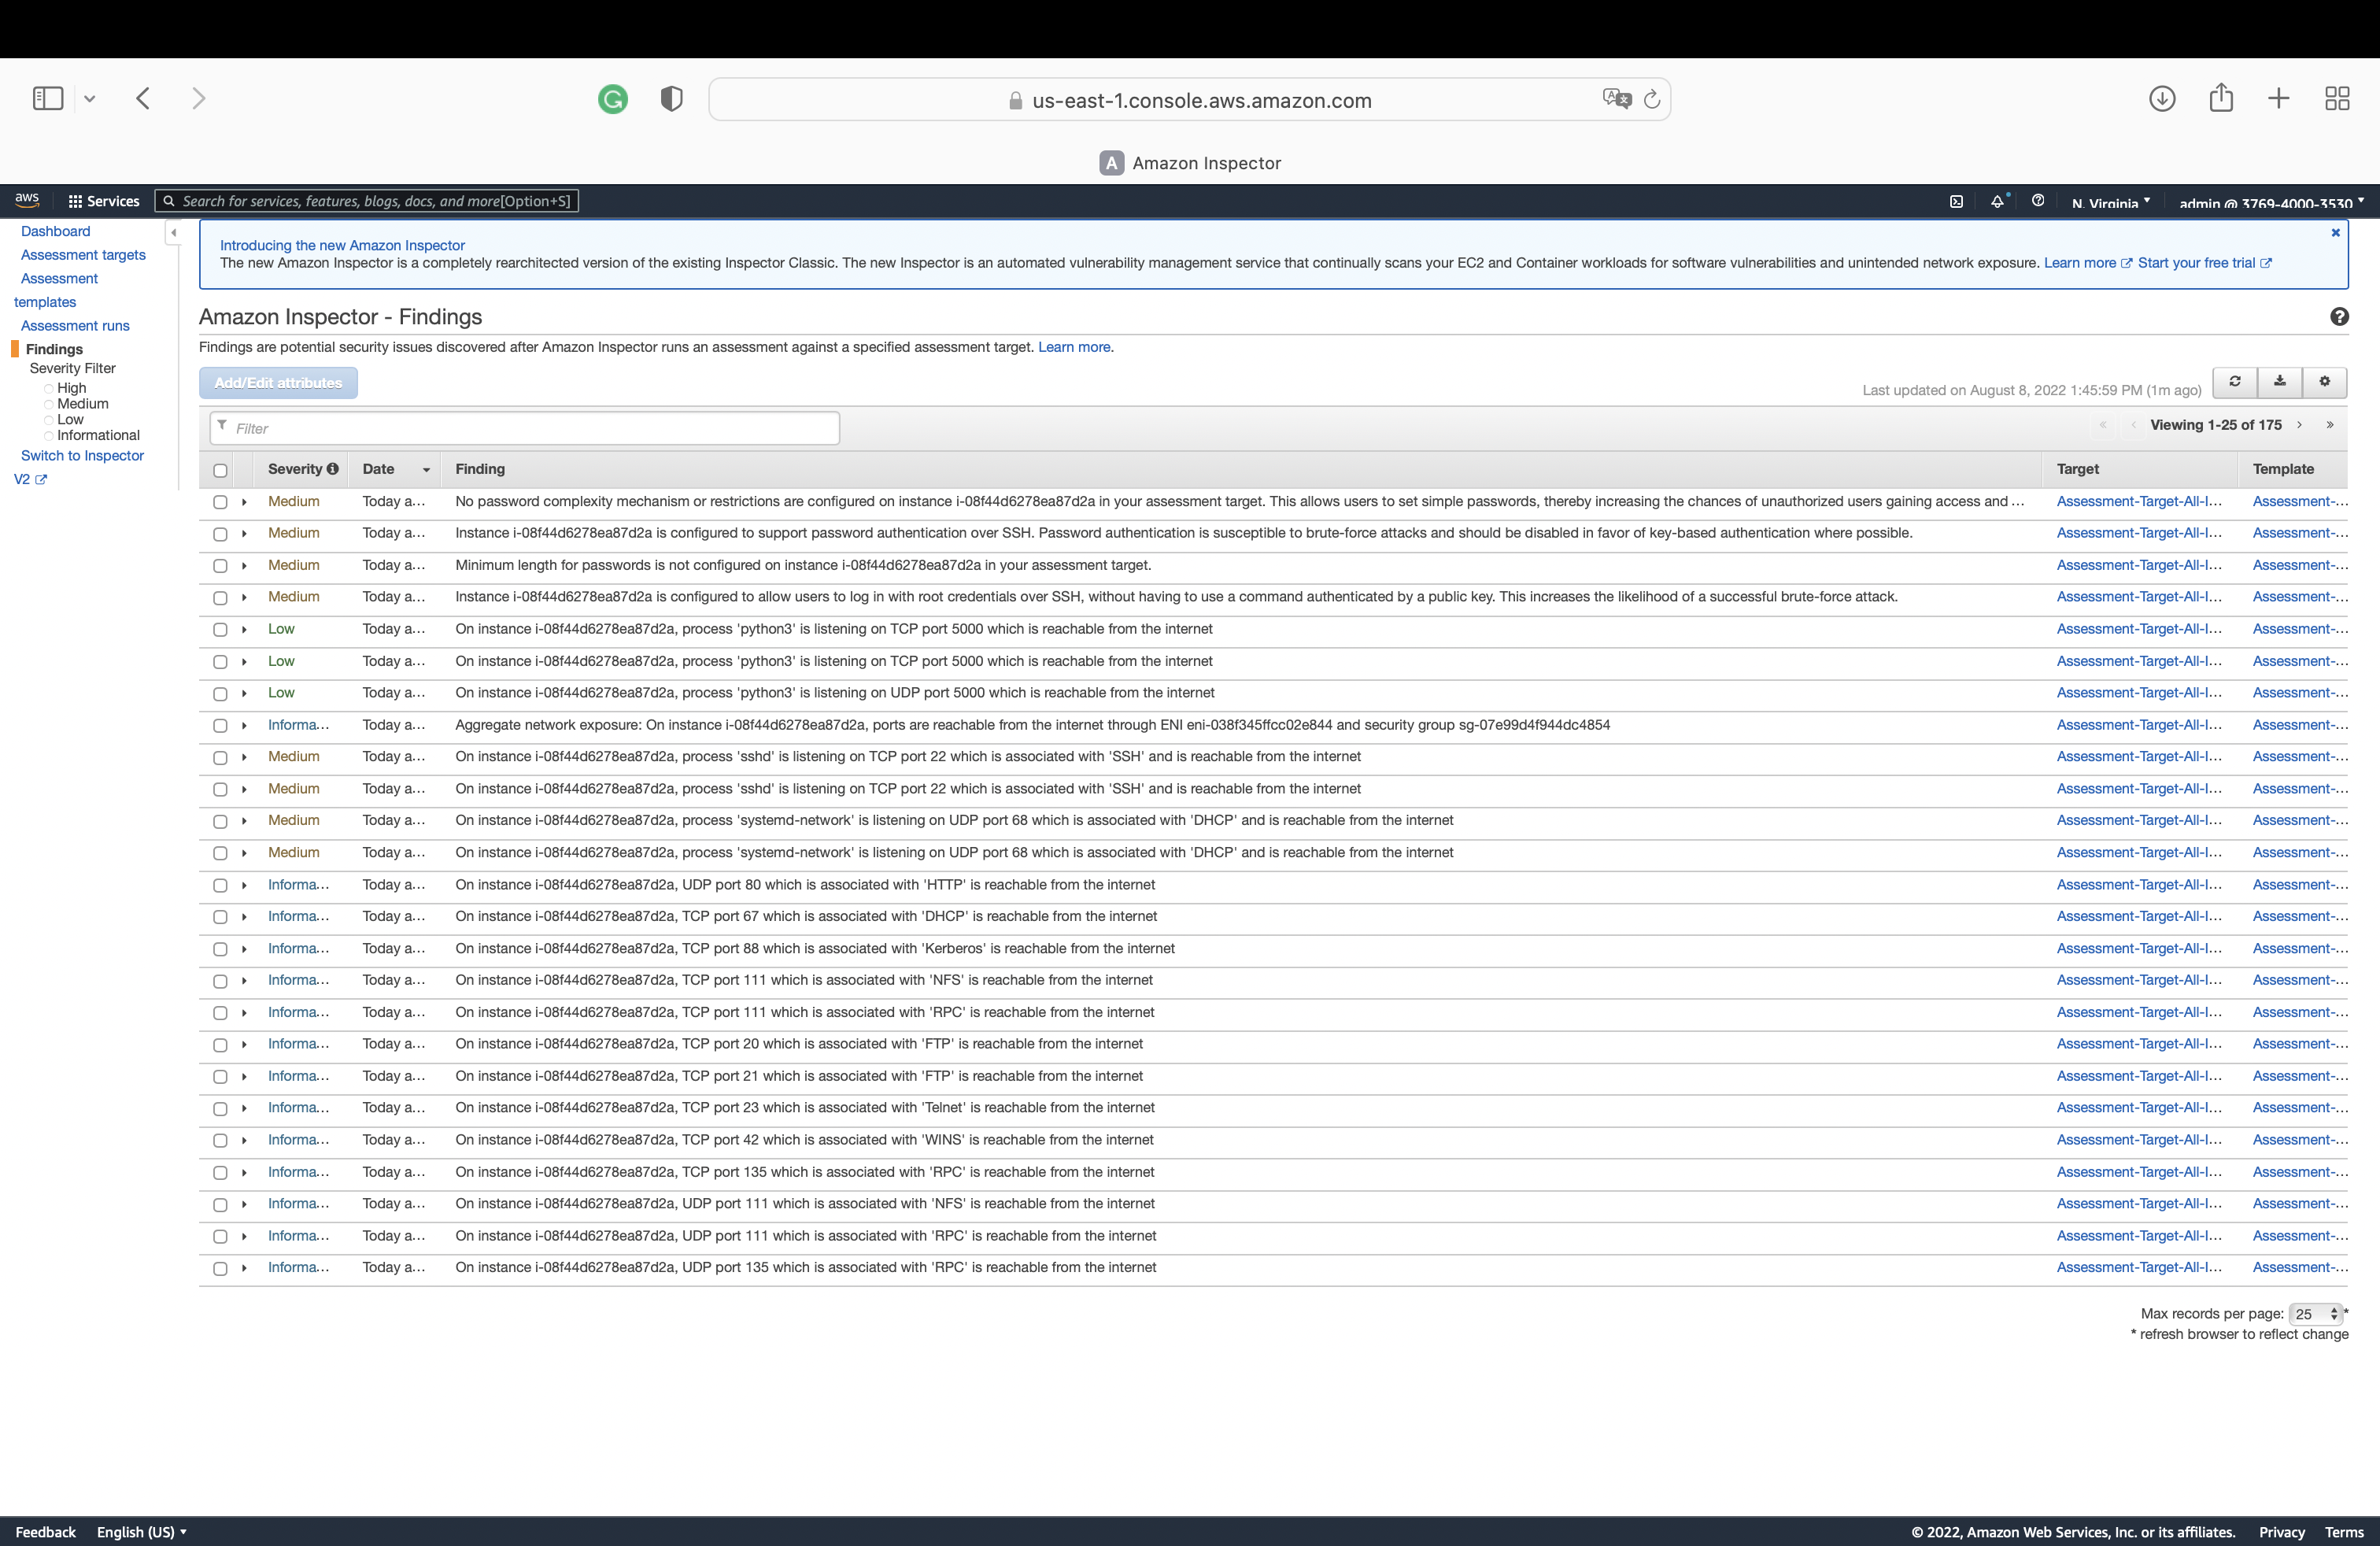 us-east-1.console.aws.amazon.com
A Amazon Inspector
aws Services Search for services, features, blogs, docs, and more[Option+S] N. Virginia admin @ 3769-4000-3530
Dashboard
Assessment targets
Assessment
templates
Assessment runs
Findings
Severity Filter
High
Medium
Low
Informational
Switch to Inspector
V2
Introducing the new Amazon Inspector
The new Amazon Inspector is a completely rearchitected version of the existing Inspector Classic. The new Inspector is an automated vulnerability management service that continually scans your EC2 and Container workloads for software vulnerabilities and unintended network exposure. Learn more Start your free trial
Amazon Inspector - Findings
Findings are potential security issues discovered after Amazon Inspector runs an assessment against a specified assessment target. Learn more.
Add/Edit attributes
Last updated on August 8, 2022 1:45:59 PM (1m ago)
Filter
« ‹ Viewing 1-25 of 175 › »
Severity Date Finding Target Template
Medium Today a... No password complexity mechanism or restrictions are configured on instance i-08f44d6278ea87d2a in your assessment target. This allows users to set simple passwords, thereby increasing the chances of unauthorized users gaining access and ... Assessment-Target-All-I... Assessment-...
Medium Today a... Instance i-08f44d6278ea87d2a is configured to support password authentication over SSH. Password authentication is susceptible to brute-force attacks and should be disabled in favor of key-based authentication where possible. Assessment-Target-All-I... Assessment-...
Medium Today a... Minimum length for passwords is not configured on instance i-08f44d6278ea87d2a in your assessment target. Assessment-Target-All-I... Assessment-...
Medium Today a... Instance i-08f44d6278ea87d2a is configured to allow users to log in with root credentials over SSH, without having to use a command authenticated by a public key. This increases the likelihood of a successful brute-force attack. Assessment-Target-All-I... Assessment-...
Low Today a... On instance i-08f44d6278ea87d2a, process 'python3' is listening on TCP port 5000 which is reachable from the internet Assessment-Target-All-I... Assessment-...
Low Today a... On instance i-08f44d6278ea87d2a, process 'python3' is listening on TCP port 5000 which is reachable from the internet Assessment-Target-All-I... Assessment-...
Low Today a... On instance i-08f44d6278ea87d2a, process 'python3' is listening on UDP port 5000 which is reachable from the internet Assessment-Target-All-I... Assessment-...
Informa... Today a... Aggregate network exposure: On instance i-08f44d6278ea87d2a, ports are reachable from the internet through ENI eni-038f345ffcc02e844 and security group sg-07e99d4f944dc4854 Assessment-Target-All-I... Assessment-...
Medium Today a... On instance i-08f44d6278ea87d2a, process 'sshd' is listening on TCP port 22 which is associated with 'SSH' and is reachable from the internet Assessment-Target-All-I... Assessment-...
Medium Today a... On instance i-08f44d6278ea87d2a, process 'sshd' is listening on TCP port 22 which is associated with 'SSH' and is reachable from the internet Assessment-Target-All-I... Assessment-...
Medium Today a... On instance i-08f44d6278ea87d2a, process 'systemd-network' is listening on UDP port 68 which is associated with 'DHCP' and is reachable from the internet Assessment-Target-All-I... Assessment-...
Medium Today a... On instance i-08f44d6278ea87d2a, process 'systemd-network' is listening on UDP port 68 which is associated with 'DHCP' and is reachable from the internet Assessment-Target-All-I... Assessment-...
Informa... Today a... On instance i-08f44d6278ea87d2a, UDP port 80 which is associated with 'HTTP' is reachable from the internet Assessment-Target-All-I... Assessment-...
Informa... Today a... On instance i-08f44d6278ea87d2a, TCP port 67 which is associated with 'DHCP' is reachable from the internet Assessment-Target-All-I... Assessment-...
Informa... Today a... On instance i-08f44d6278ea87d2a, TCP port 88 which is associated with 'Kerberos' is reachable from the internet Assessment-Target-All-I... Assessment-...
Informa... Today a... On instance i-08f44d6278ea87d2a, TCP port 111 which is associated with 'NFS' is reachable from the internet Assessment-Target-All-I... Assessment-...
Informa... Today a... On instance i-08f44d6278ea87d2a, TCP port 111 which is associated with 'RPC' is reachable from the internet Assessment-Target-All-I... Assessment-...
Informa... Today a... On instance i-08f44d6278ea87d2a, TCP port 20 which is associated with 'FTP' is reachable from the internet Assessment-Target-All-I... Assessment-...
Informa... Today a... On instance i-08f44d6278ea87d2a, TCP port 21 which is associated with 'FTP' is reachable from the internet Assessment-Target-All-I... Assessment-...
Informa... Today a... On instance i-08f44d6278ea87d2a, TCP port 23 which is associated with 'Telnet' is reachable from the internet Assessment-Target-All-I... Assessment-...
Informa... Today a... On instance i-08f44d6278ea87d2a, TCP port 42 which is associated with 'WINS' is reachable from the internet Assessment-Target-All-I... Assessment-...
Informa... Today a... On instance i-08f44d6278ea87d2a, TCP port 135 which is associated with 'RPC' is reachable from the internet Assessment-Target-All-I... Assessment-...
Informa... Today a... On instance i-08f44d6278ea87d2a, UDP port 111 which is associated with 'NFS' is reachable from the internet Assessment-Target-All-I... Assessment-...
Informa... Today a... On instance i-08f44d6278ea87d2a, UDP port 111 which is associated with 'RPC' is reachable from the internet Assessment-Target-All-I... Assessment-...
Informa... Today a... On instance i-08f44d6278ea87d2a, UDP port 135 which is associated with 'RPC' is reachable from the internet Assessment-Target-All-I... Assessment-...
Max records per page: 25 *
* refresh browser to reflect change
Feedback English (US) © 2022, Amazon Web Services, Inc. or its affiliates. Privacy Terms